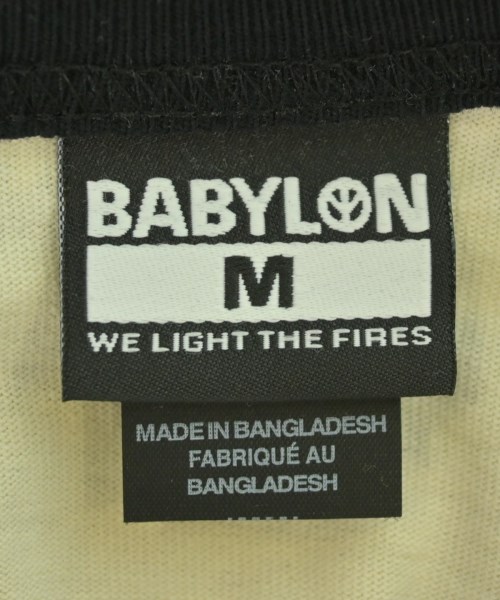 BABYLON
M
WE LIGHT THE FIRES
MADE IN BANGLADESH
FABRIQUÉ AU
BANGLADESH